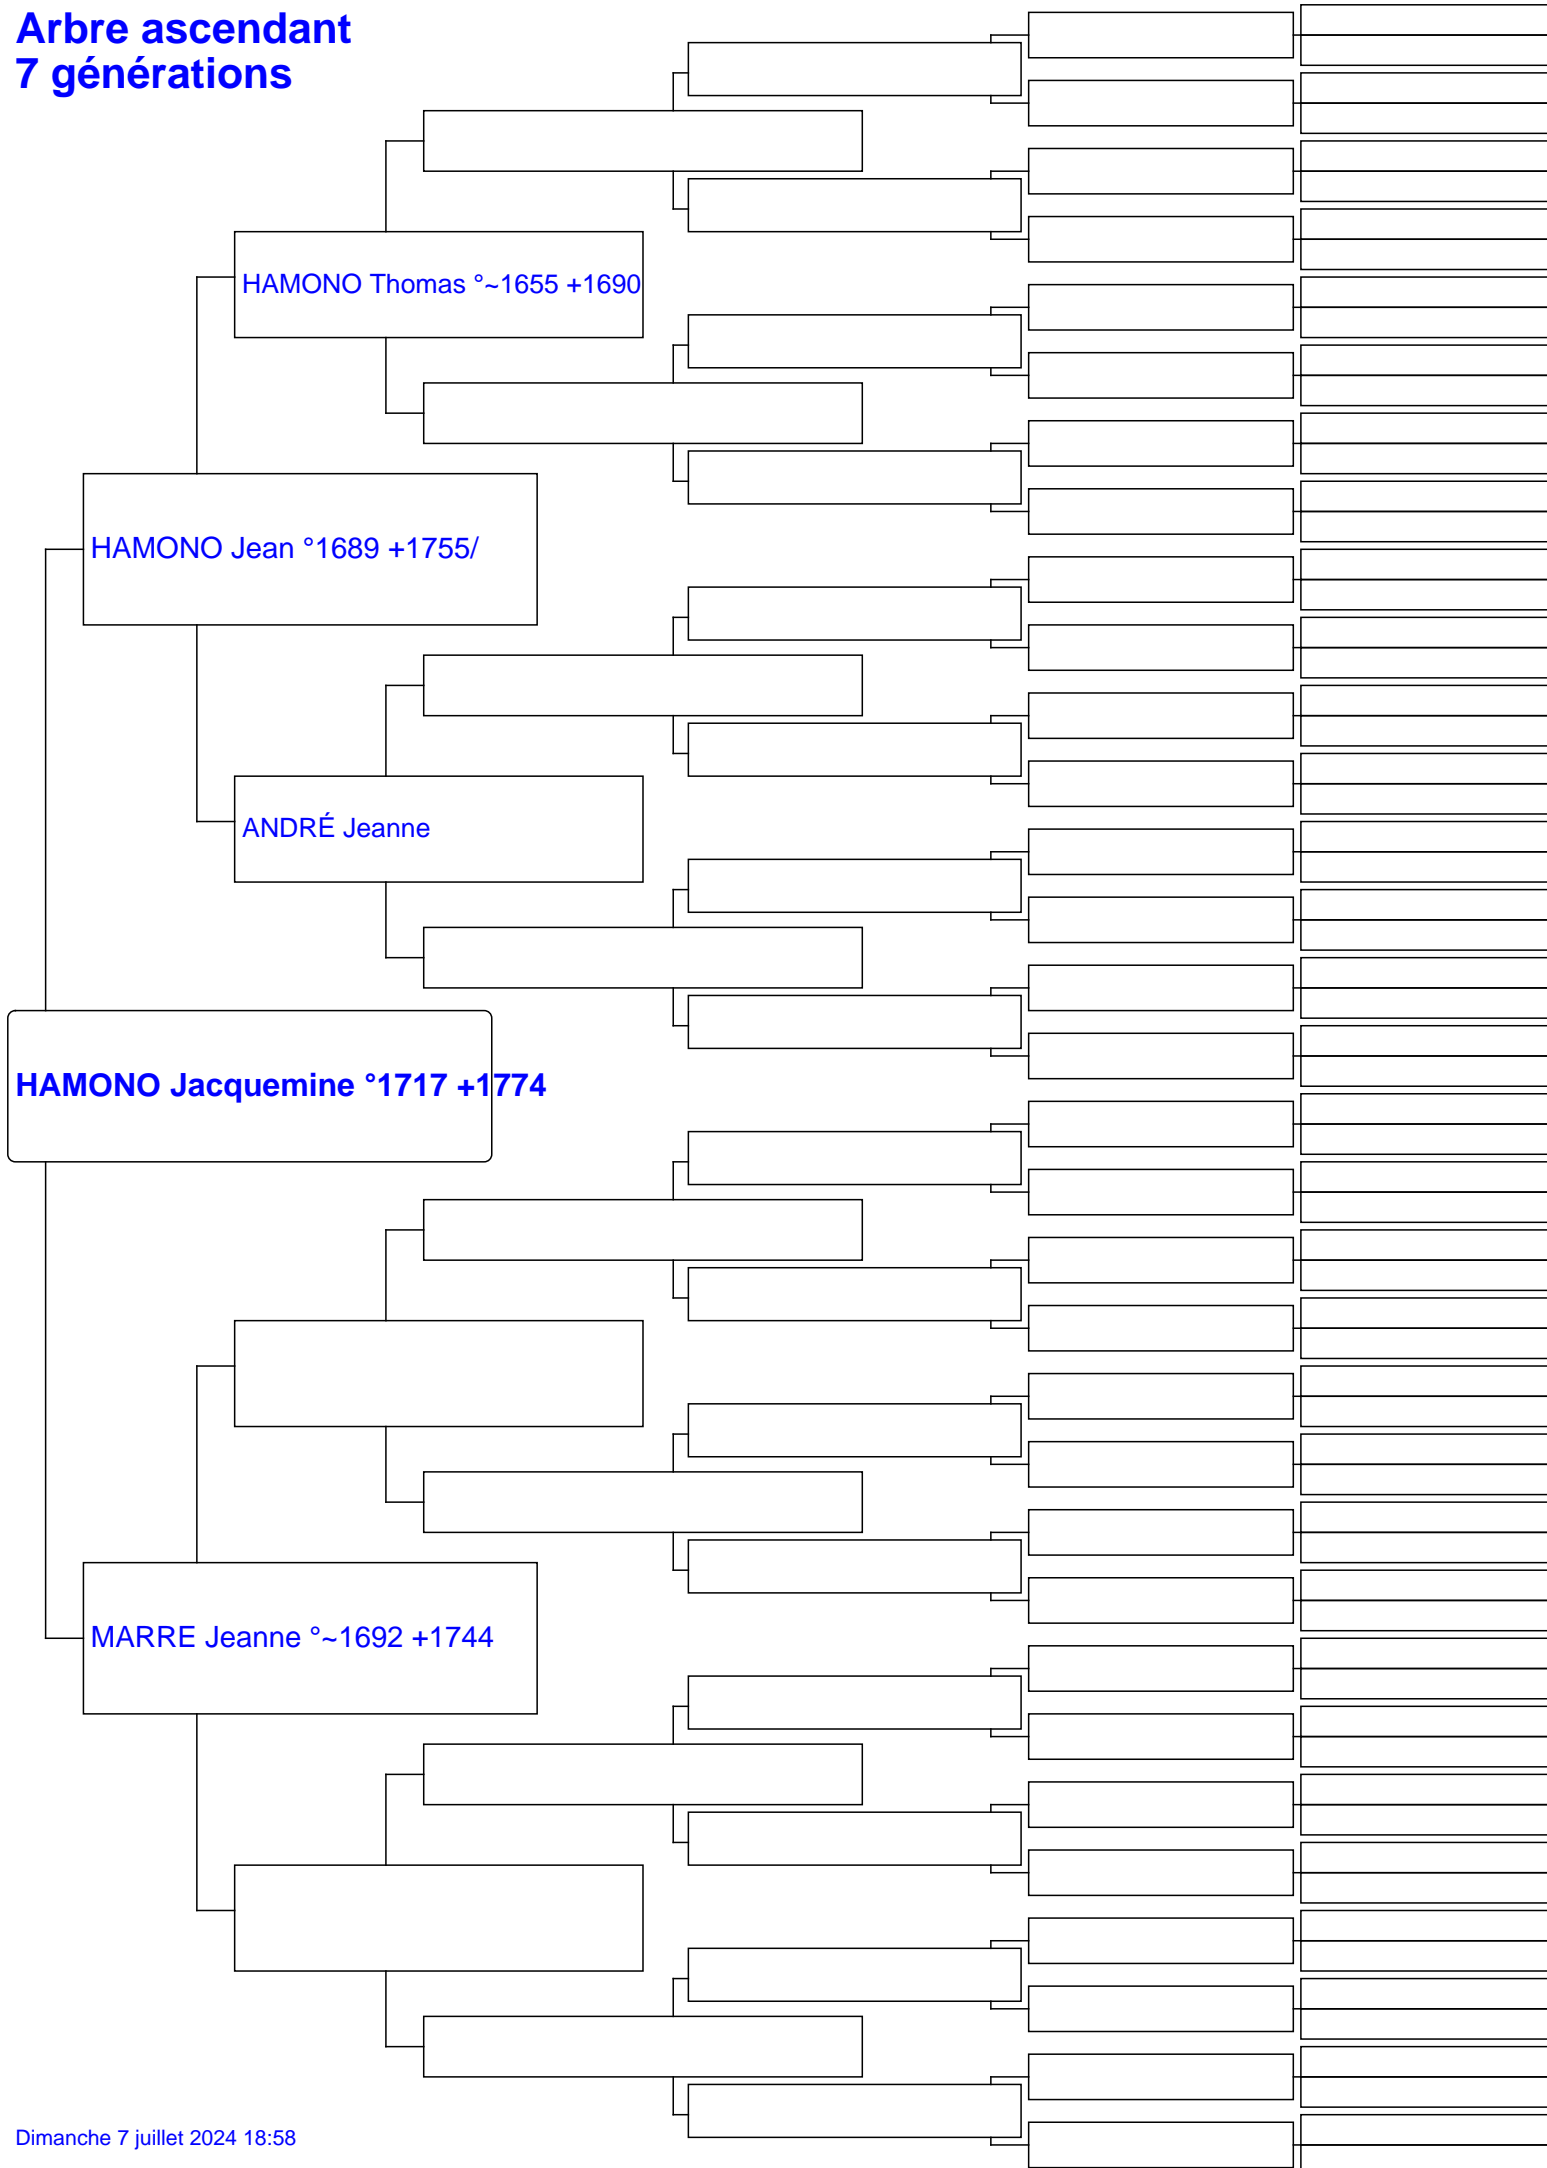 Arbre ascendant
7 générations
HAMONO Thomas °~1655 +1690
HAMONO Jean °1689 +1755/
ANDRÉ Jeanne
HAMONO Jacquemine °1717 +1774
MARRE Jeanne °~1692 +1744
Dimanche 7 juillet 2024 18:58